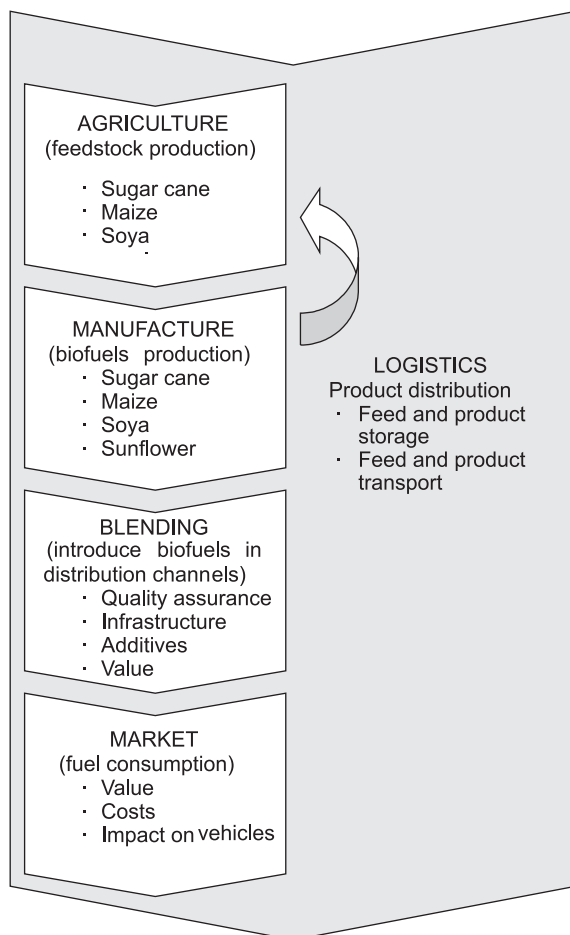 AGRICULTURE
(feedstock production)
· Sugar cane
· Maize
· Soya
·
MANUFACTURE
(biofuels production)
· Sugar cane
· Maize
· Soya
· Sunflower
BLENDING
(introduce biofuels in
distribution channels)
· Quality assurance
· Infrastructure
· Additives
· Value
MARKET
(fuel consumption)
· Value
· Costs
· Impact on vehicles
LOGISTICS
Product distribution
· Feed and product
storage
· Feed and product
transport